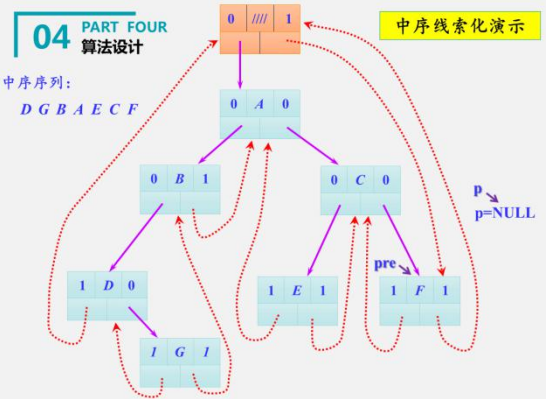 04 PART FOUR
算法设计
中序线索化演示
中序序列：
D G B A E C F
0 //// 1
0 A 0
0 B 1
0 C 0
p
p=NULL
pre
1 D 0
1 E 1
1 F 1
1 G 1